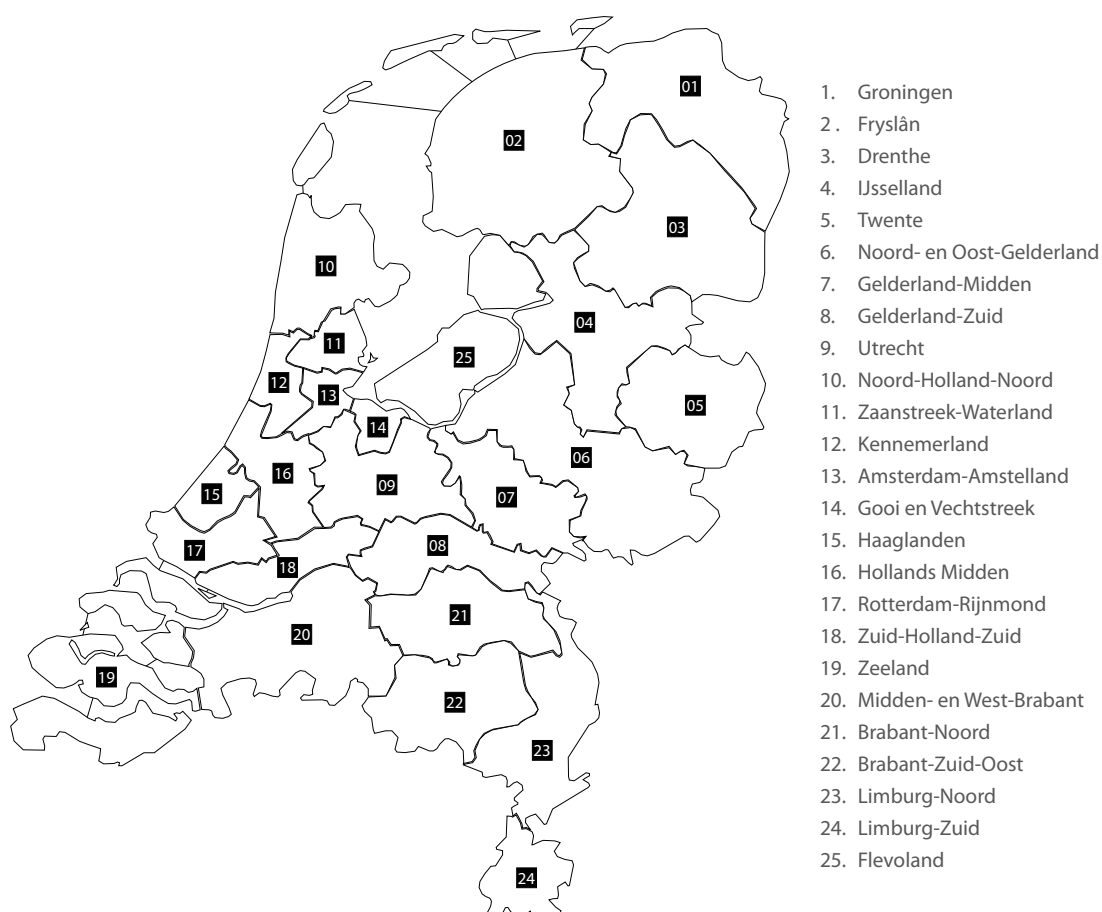 01
02
03
10
04
11
25
12
13
05
14
06
16
15
09
07
17
08
18
21
20
19
22
23
24
1. Groningen
2 . Fryslân
3. Drenthe
4. IJsselland
5. Twente
6. Noord- en Oost-Gelderland
7. Gelderland-Midden
8. Gelderland-Zuid
9. Utrecht
10. Noord-Holland-Noord
11. Zaanstreek-Waterland
12. Kennemerland
13. Amsterdam-Amstelland
14. Gooi en Vechtstreek
15. Haaglanden
16. Hollands Midden
17. Rotterdam-Rijnmond
18. Zuid-Holland-Zuid
19. Zeeland
20. Midden- en West-Brabant
21. Brabant-Noord
22. Brabant-Zuid-Oost
23. Limburg-Noord
24. Limburg-Zuid
25. Flevoland